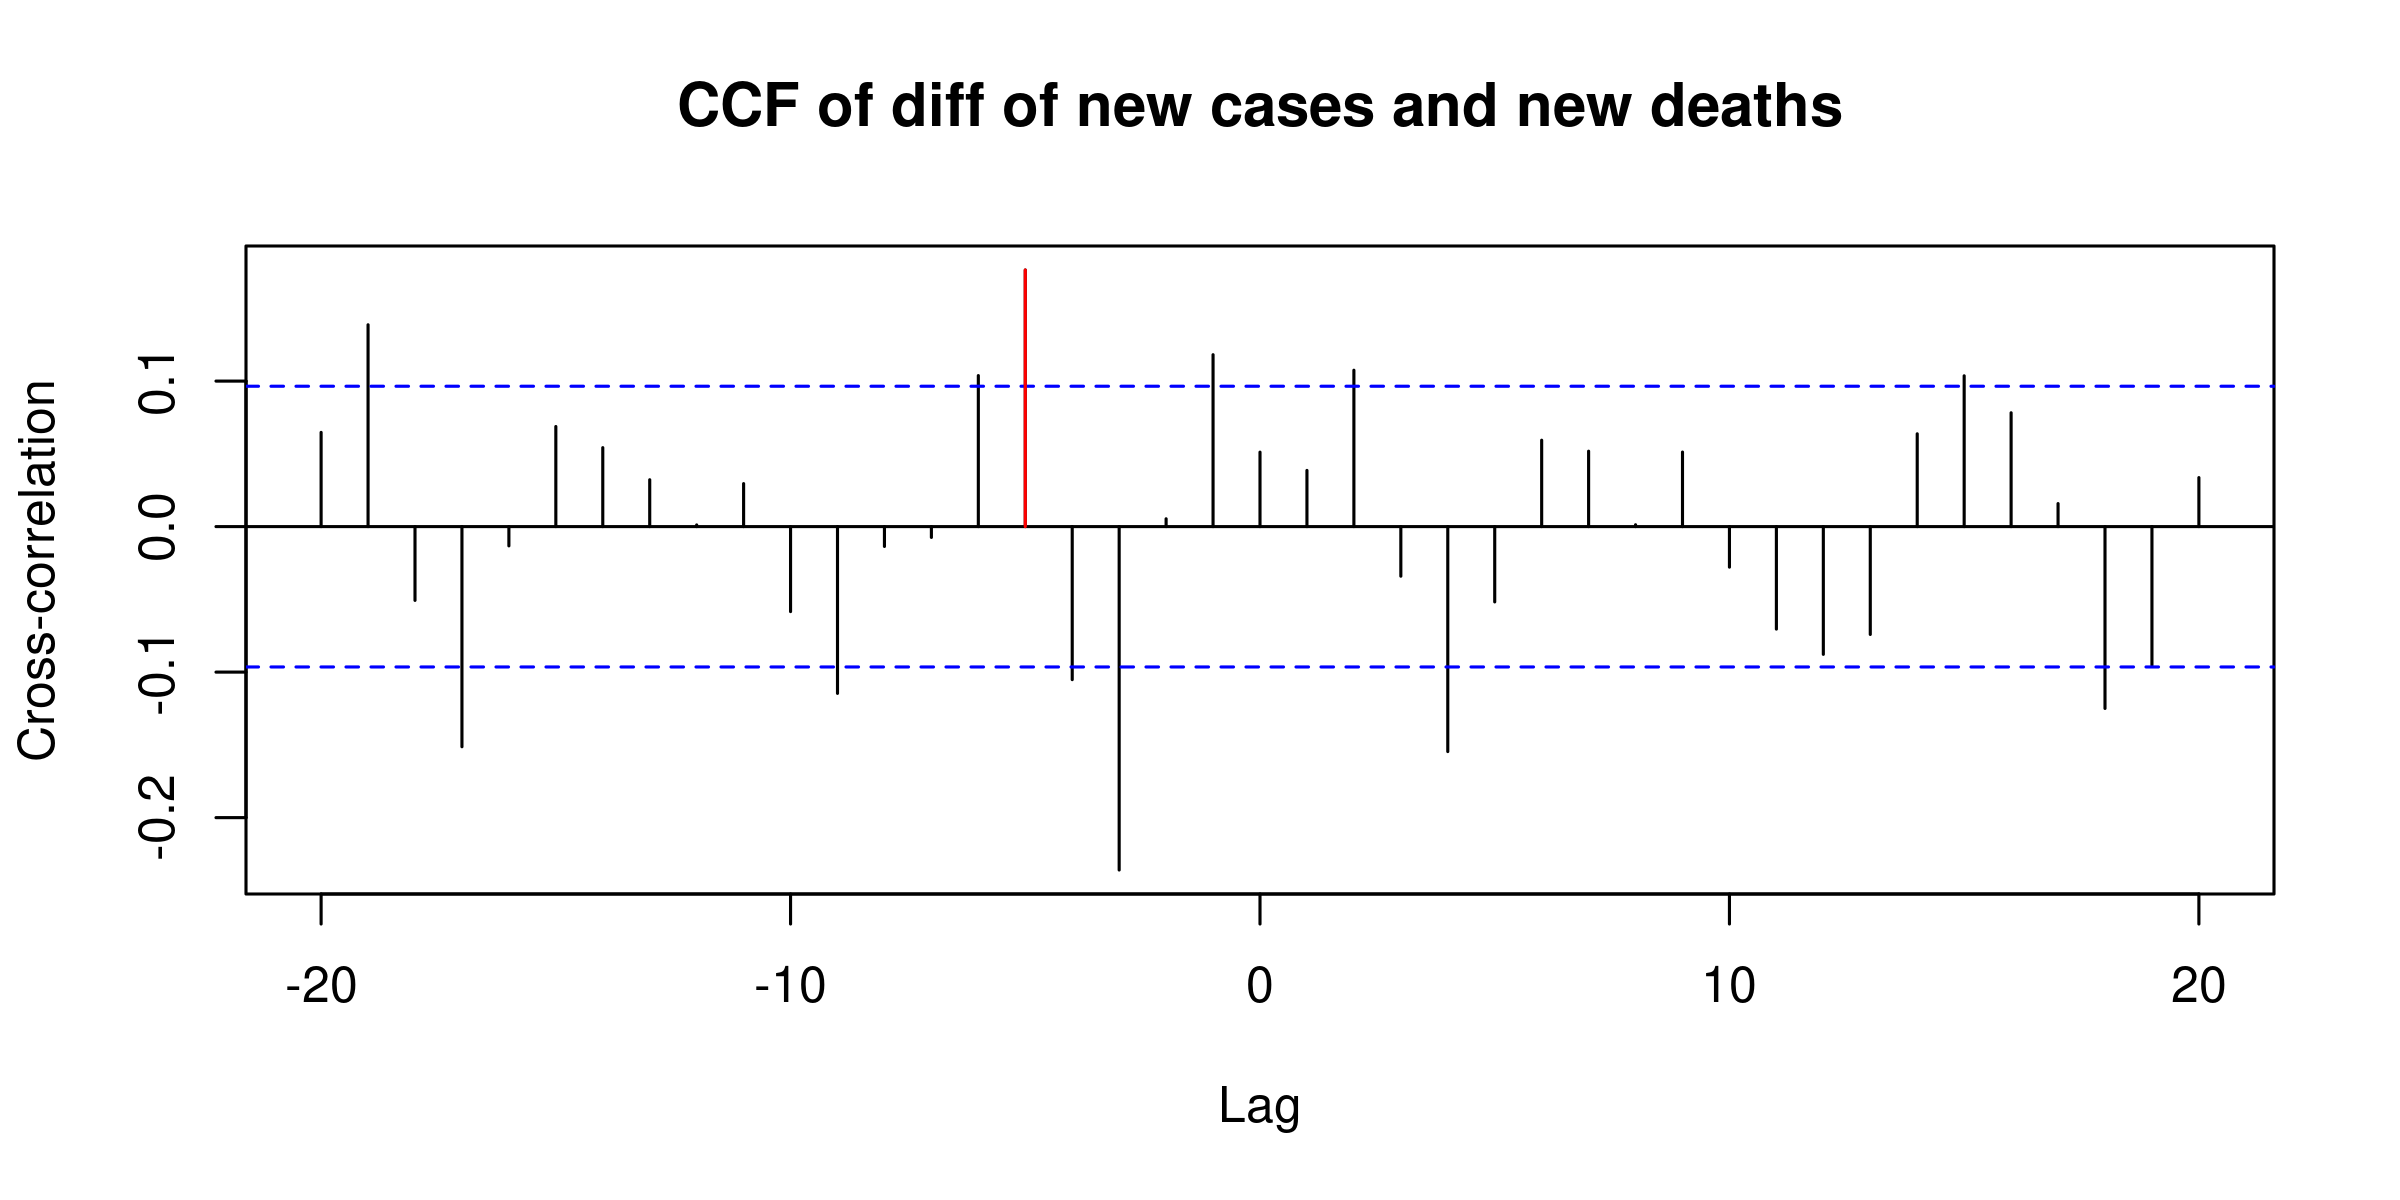 CCF of diff of new cases and new deaths
Cross-correlation
0.1
0.0
-0.1
-0.2
-20 -10 0 10 20
Lag